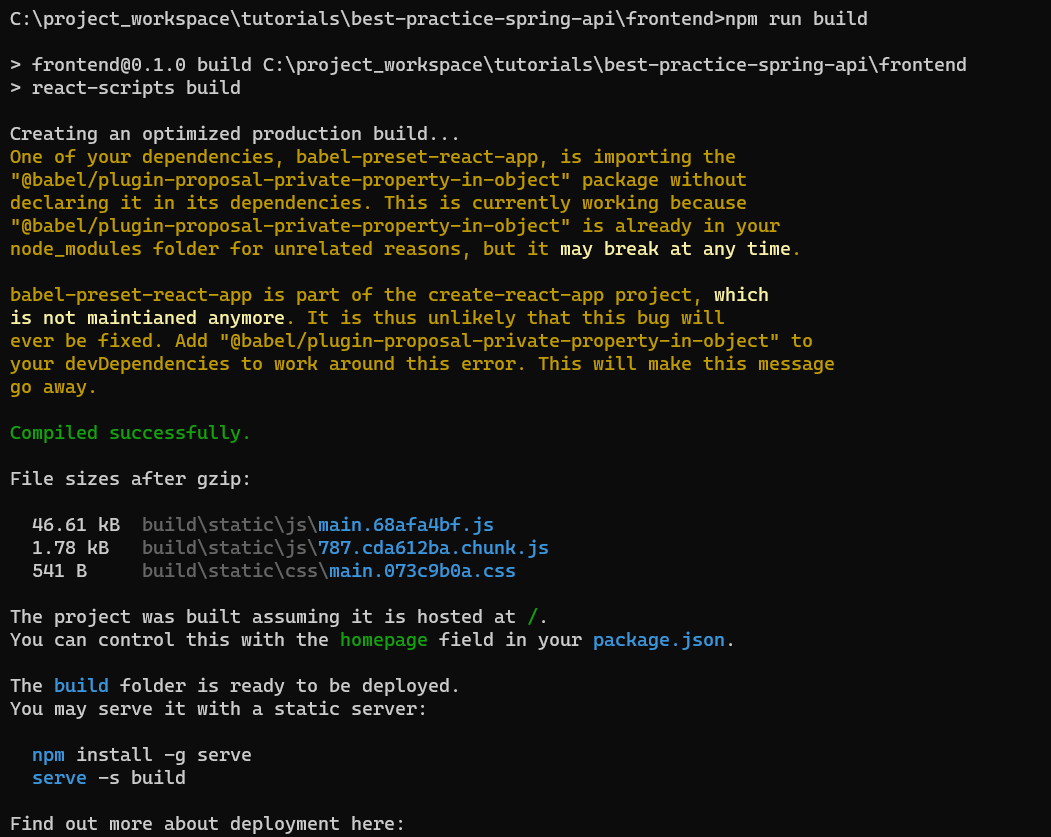 C:\project_workspace\tutorials\best-practice-spring-api\frontend>npm run build
> frontend@0.1.0 build C:\project_workspace\tutorials\best-practice-spring-api\frontend
> react-scripts build
Creating an optimized production build...
One of your dependencies, babel-preset-react-app, is importing the
"@babel/plugin-proposal-private-property-in-object" package without
declaring it in its dependencies. This is currently working because
"@babel/plugin-proposal-private-property-in-object" is already in your
node_modules folder for unrelated reasons, but it may break at any time.
babel-preset-react-app is part of the create-react-app project, which
is not maintianed anymore. It is thus unlikely that this bug will
ever be fixed. Add "@babel/plugin-proposal-private-property-in-object" to
your devDependencies to work around this error. This will make this message
go away.
Compiled successfully.
File sizes after gzip:
46.61 kB  build\static\js\main.68afa4bf.js
1.78 kB   build\static\js\787.cda612ba.chunk.js
541 B     build\static\css\main.073c9b0a.css
The project was built assuming it is hosted at /.
You can control this with the homepage field in your package.json.
The build folder is ready to be deployed.
You may serve it with a static server:
npm install -g serve
serve -s build
Find out more about deployment here: